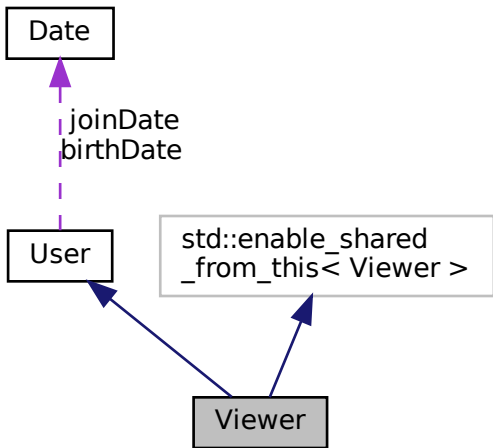 Date
joinDate
birthDate
User
std::enable_shared
_from_this< Viewer >
Viewer